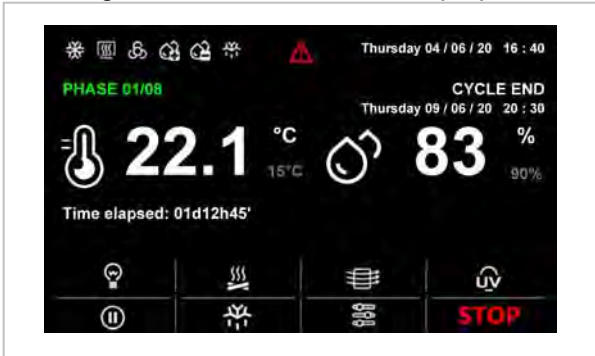 Thursday 04 / 06 / 20 16 : 40
PHASE 01/08
CYCLE END
Thursday 09 / 06 / 20 20 : 30
22.1 °C
15°C
83 %
90%
Time elapsed: 01d12h45'
UV
STOP